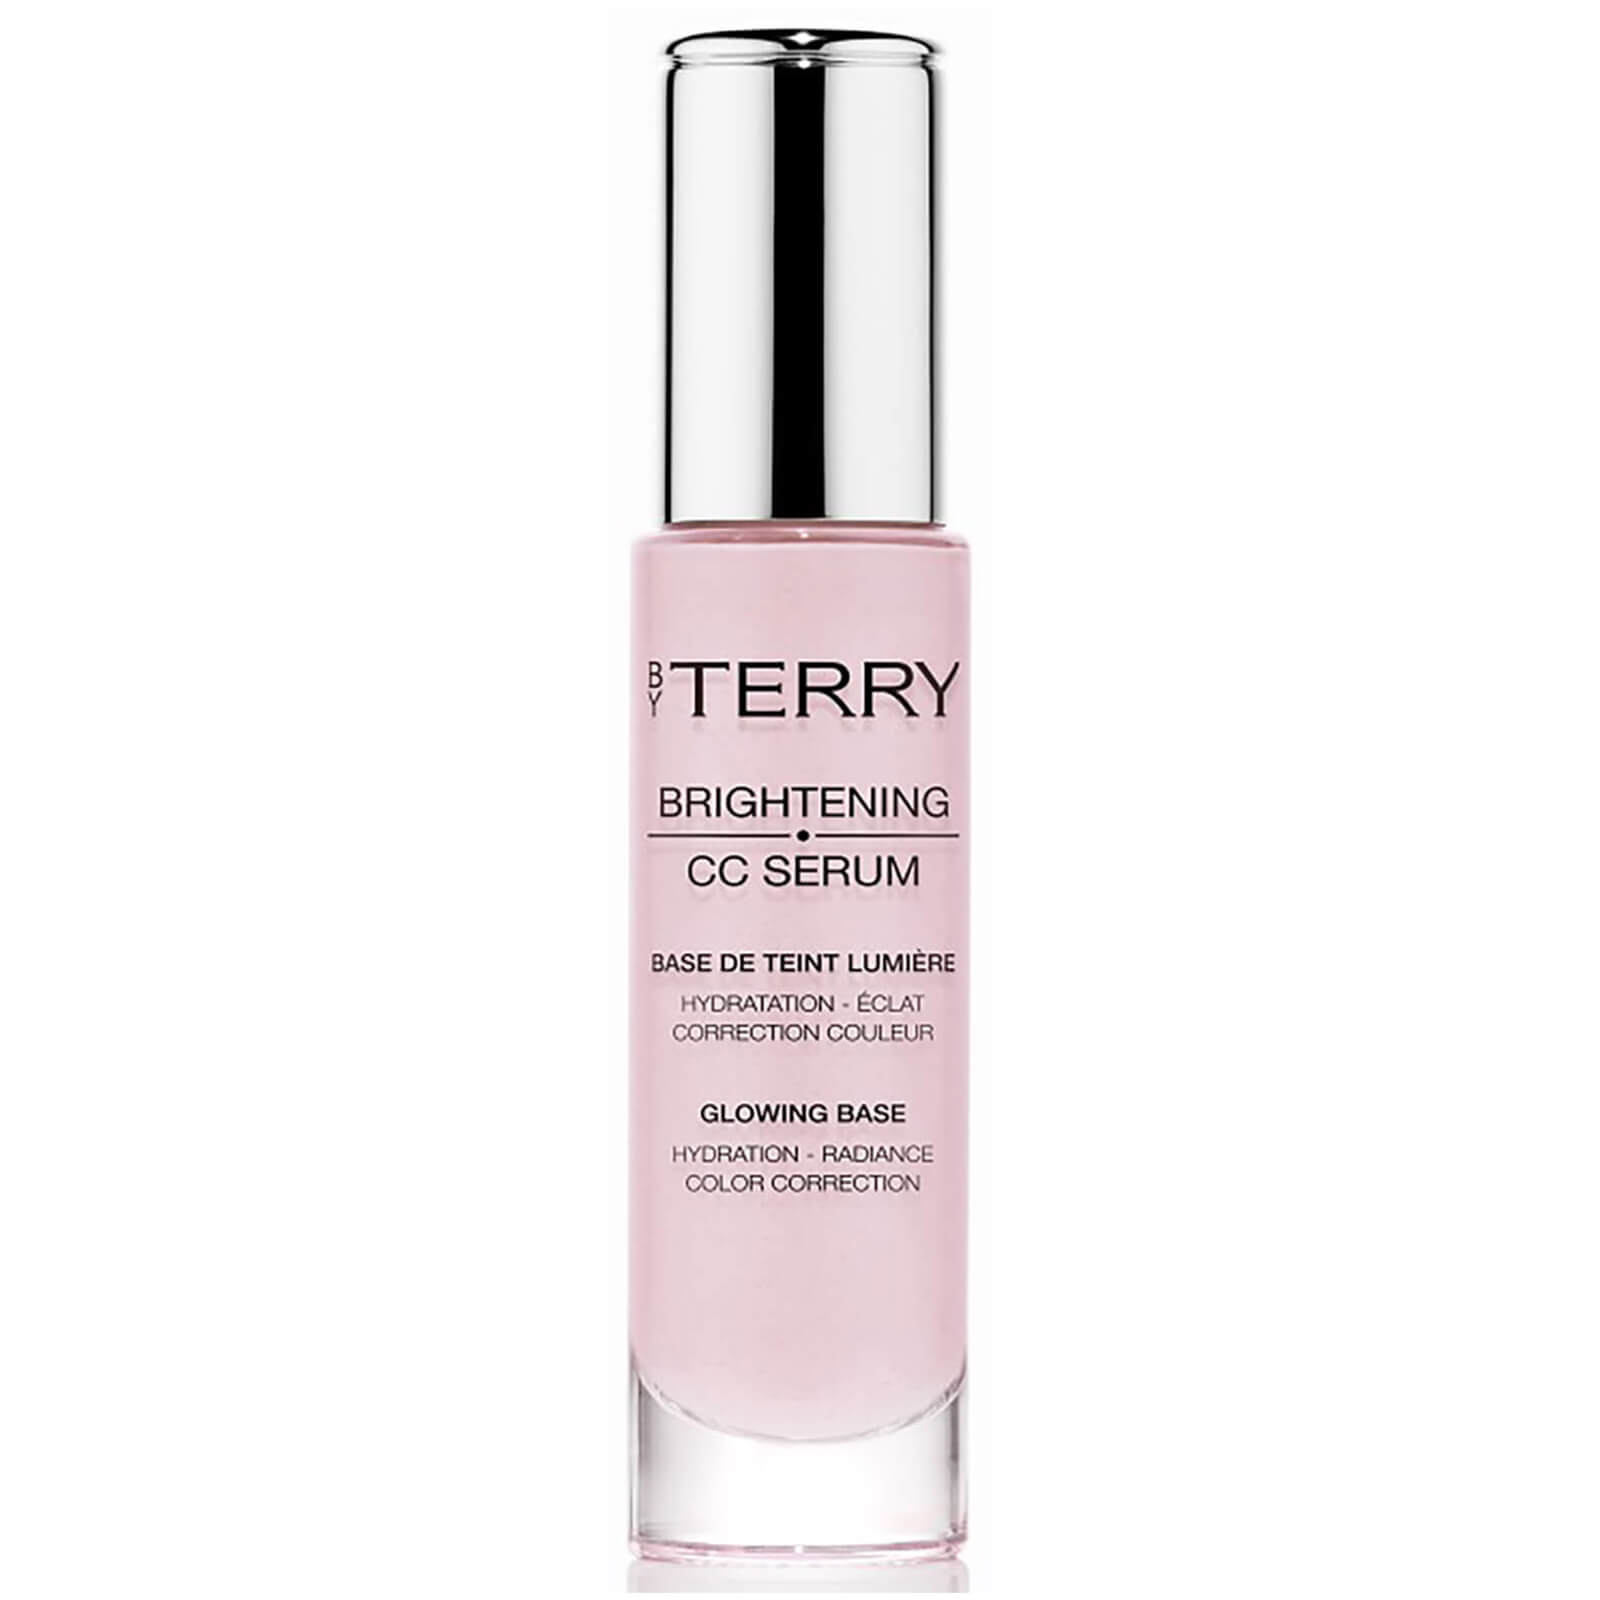 BY TERRY
BRIGHTENING
CC SERUM
BASE DE TEINT LUMIÈRE
HYDRATATION - ÉCLAT
CORRECTION COULEUR
GLOWING BASE
HYDRATION - RADIANCE
COLOR CORRECTION